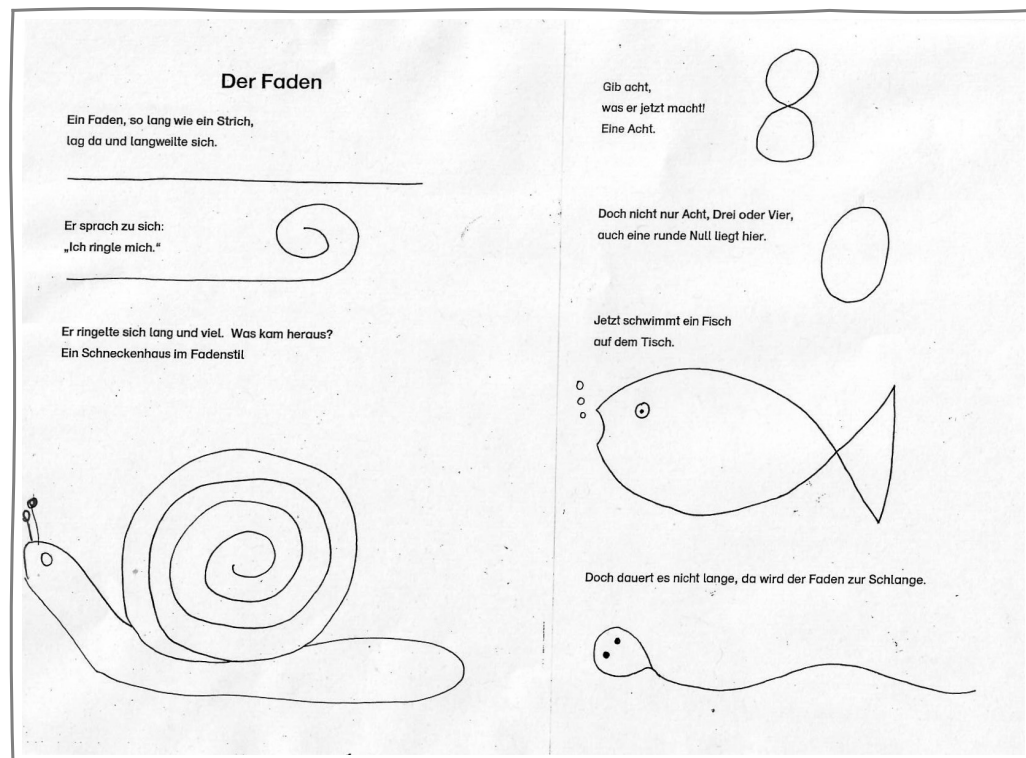 Der Faden
Ein Faden, so lang wie ein Strich,
lag da und langweilte sich.
Er sprach zu sich:
„Ich ringle mich.“
Er ringelte sich lang und viel. Was kam heraus?
Ein Schneckenhaus im Fadenstil
Gib acht,
was er jetzt macht!
Eine Acht.
Doch nicht nur Acht, Drei oder Vier,
auch eine runde Null liegt hier.
Jetzt schwimmt ein Fisch
auf dem Tisch.
Doch dauert es nicht lange, da wird der Faden zur Schlange.